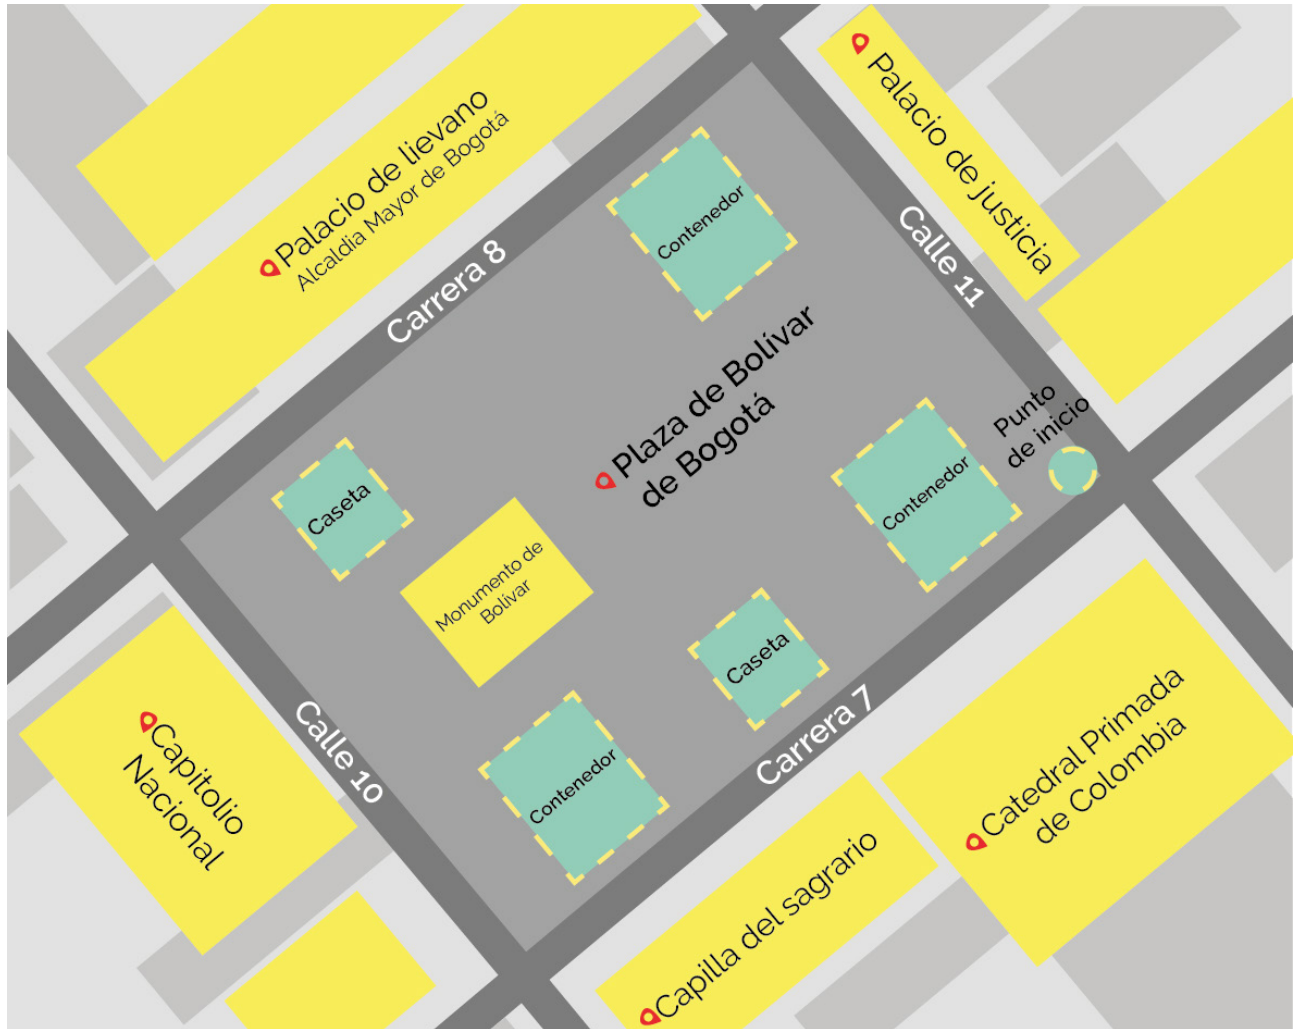 Palacio de lievano
Alcaldia Mayor de Bogotá
Palacio de justicia
Carrera 8
Calle 11
Contenedor
Plaza de Bolívar
de Bogotá
Punto
de inicio
Caseta
Contenedor
Monumento de
Bolívar
Caseta
Contenedor
Calle 10
Carrera 7
Capitolio
Nacional
Catedral Primada
de Colombia
Capilla del sagrario